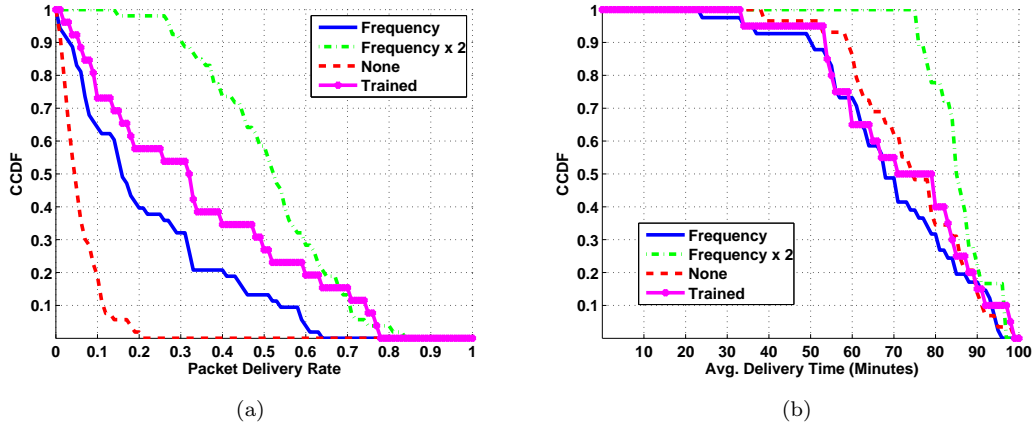 1
0.9
0.8
0.7
0.6
0.5
0.4
0.3
0.2
0.1
CCDF
0 0.1 0.2 0.3 0.4 0.5 0.6 0.7 0.8 0.9 1
Packet Delivery Rate
Frequency
Frequency x 2
None
Trained
(a)
1
0.9
0.8
0.7
0.6
0.5
0.4
0.3
0.2
0.1
CCDF
10 20 30 40 50 60 70 80 90 100
Avg. Delivery Time (Minutes)
Frequency
Frequency x 2
None
Trained
(b)